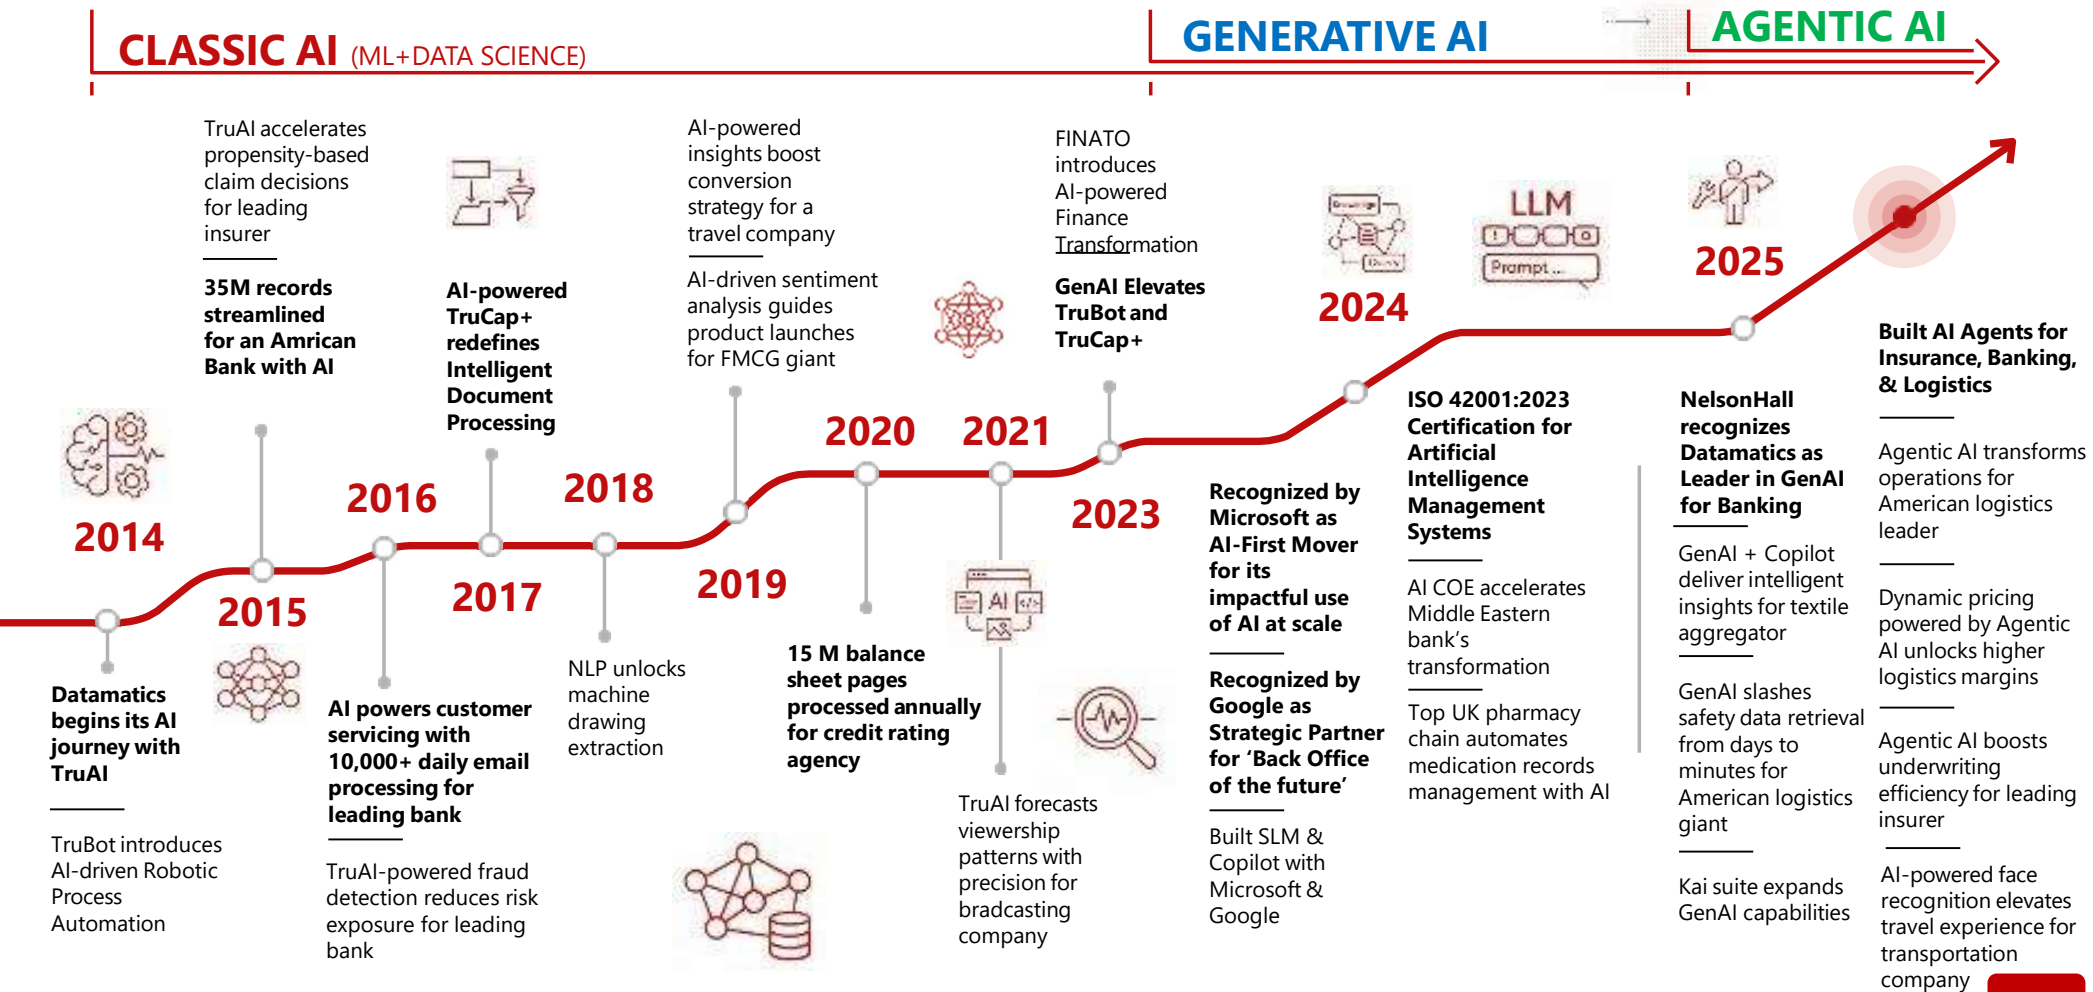 CLASSIC AI (ML+DATA SCIENCE)
GENERATIVE AI
AGENTIC AI
2014
Datamatics
begins its AI
journey with
TruAI
TruBot introduces
AI-driven Robotic
Process
Automation
TruAI accelerates
propensity-based
claim decisions
for leading
insurer
35M records
streamlined
for an Amrican
Bank with AI
2015
2016
AI powers customer
servicing with
10,000+ daily email
processing for
leading bank
TruAI-powered fraud
detection reduces risk
exposure for leading
bank
AI-powered
TruCap+
redefines
Intelligent
Document
Processing
2017
2018
NLP unlocks
machine
drawing
extraction
AI-powered
insights boost
conversion
strategy for a
travel company
AI-driven sentiment
analysis guides
product launches
for FMCG giant
2019
2020
15 M balance
sheet pages
processed annually
for credit rating
agency
2021
AI
TruAI forecasts
viewership
patterns with
precision for
bradcasting
company
FINATO
introduces
AI-powered
Finance
Transformation
GenAI Elevates
TruBot and
TruCap+
2023
2024
Recognized by
Microsoft as
AI-First Mover
for its
impactful use
of AI at scale
Recognized by
Google as
Strategic Partner
for ‘Back Office
of the future’
Built SLM &
Copilot with
Microsoft &
Google
LLM
Prompt ...
ISO 42001:2023
Certification for
Artificial
Intelligence
Management
Systems
AI COE accelerates
Middle Eastern
bank’s
transformation
Top UK pharmacy
chain automates
medication records
management with AI
2025
NelsonHall
recognizes
Datamatics as
Leader in GenAI
for Banking
GenAI + Copilot
deliver intelligent
insights for textile
aggregator
GenAI slashes
safety data retrieval
from days to
minutes for
American logistics
giant
Kai suite expands
GenAI capabilities
Built AI Agents for
Insurance, Banking,
& Logistics
Agentic AI transforms
operations for
American logistics
leader
Dynamic pricing
powered by Agentic
AI unlocks higher
logistics margins
Agentic AI boosts
underwriting
efficiency for leading
insurer
AI-powered face
recognition elevates
travel experience for
transportation
company